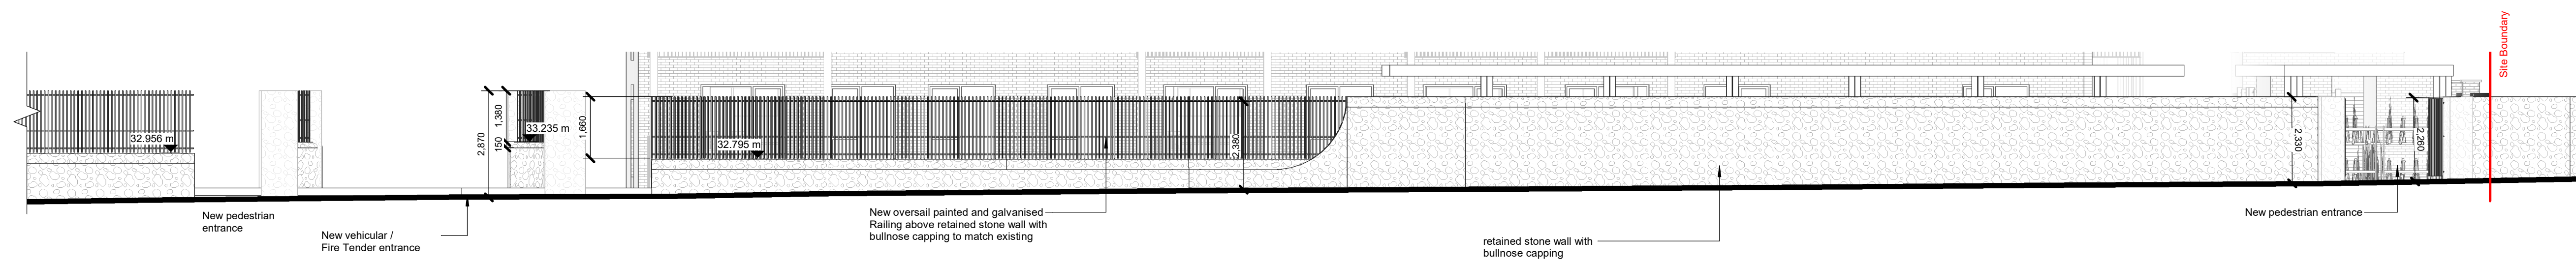 Site Boundary
32.956 m
2,870
1,380
150
33.235 m
1,660
32.795 m
2,380
2,330
2,260
New pedestrian
entrance
New vehicular /
Fire Tender entrance
New oversail painted and galvanised
Railing above retained stone wall with
bullnose capping to match existing
retained stone wall with
bullnose capping
New pedestrian entrance